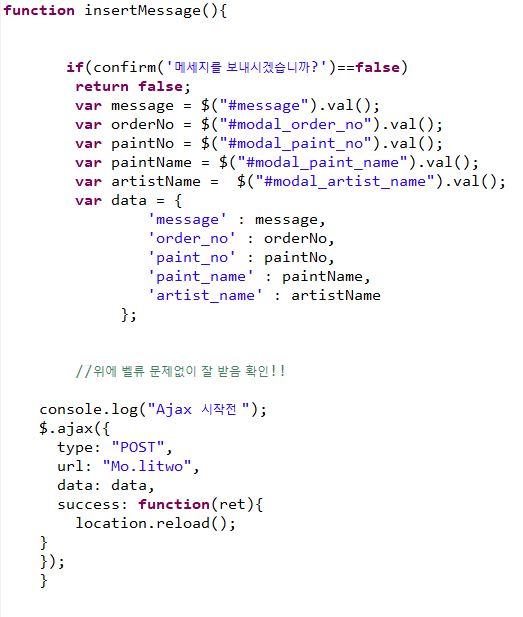 function insertMessage(){
if(confirm('메세지를 보내시겠습니까?')==false)
return false;
var message = $("#message").val();
var orderNo = $("#modal_order_no").val();
var paintNo = $("#modal_paint_no").val();
var paintName = $("#modal_paint_name").val();
var artistName =  $("#modal_artist_name").val();
var data = {
'message' : message,
'order_no' : orderNo,
'paint_no' : paintNo,
'paint_name' : paintName,
'artist_name' : artistName
};
//위에 벨류 문제없이 잘 받음 확인!!
console.log("Ajax 시작전 ");
$.ajax({
type: "POST",
url: "Mo.litwo",
data: data,
success: function(ret){
location.reload();
}
});
}